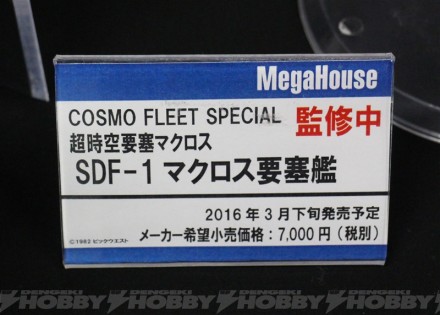 MegaHouse
COSMO FLEET SPECIAL 監修中
超時空要塞マクロス
SDF-1 マクロス要塞艦
2016年3月下旬発売予定
メーカー希望小売価格：7,000円（税別）
©1982 ビックウエスト
DENGEKI HOBBY DENGEKI HOBBY DENGEKI HOBBY DENGEKI HOBBY